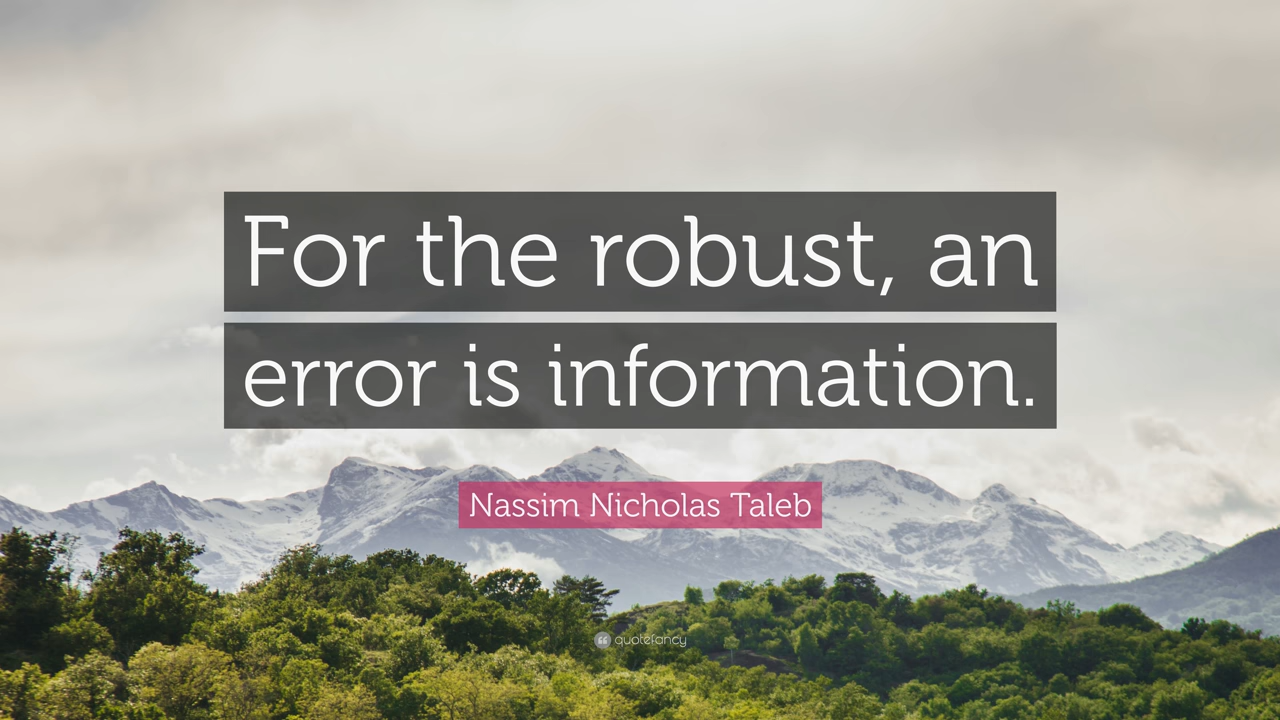 For the robust, an
error is information.
Nassim Nicholas Taleb
quotefancy